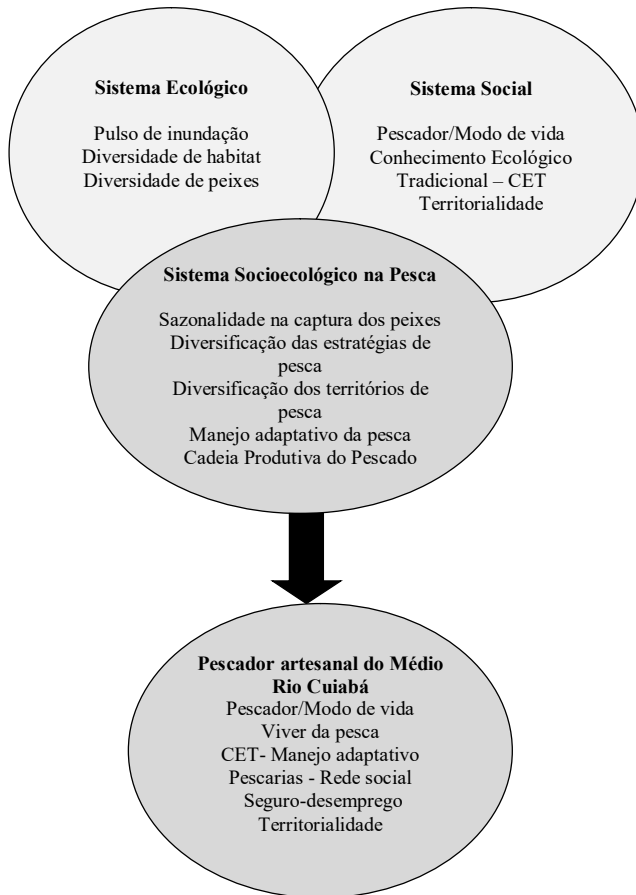 Sistema Ecológico
Pulso de inundação
Diversidade de habitat
Diversidade de peixes
Sistema Social
Pescador/Modo de vida
Conhecimento Ecológico
Tradicional – CET
Territorialidade
Sistema Socioecológico na Pesca
Sazonalidade na captura dos peixes
Diversificação das estratégias de
pesca
Diversificação dos territórios de
pesca
Manejo adaptativo da pesca
Cadeia Produtiva do Pescado
Pescador artesanal do Médio
Rio Cuiabá
Pescador/Modo de vida
Viver da pesca
CET- Manejo adaptativo
Pescarias - Rede social
Seguro-desemprego
Territorialidade